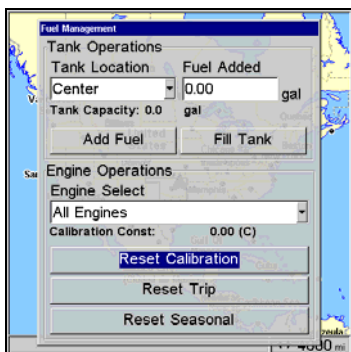 Fuel Management
Tank Operations
Tank Location Fuel Added
Center 0.00 gal
Tank Capacity: 0.0 gal
Add Fuel Fill Tank
Engine Operations
Engine Select
All Engines
Calibration Const: 0.00 (C)
Reset Calibration
Reset Trip
Reset Seasonal
mi